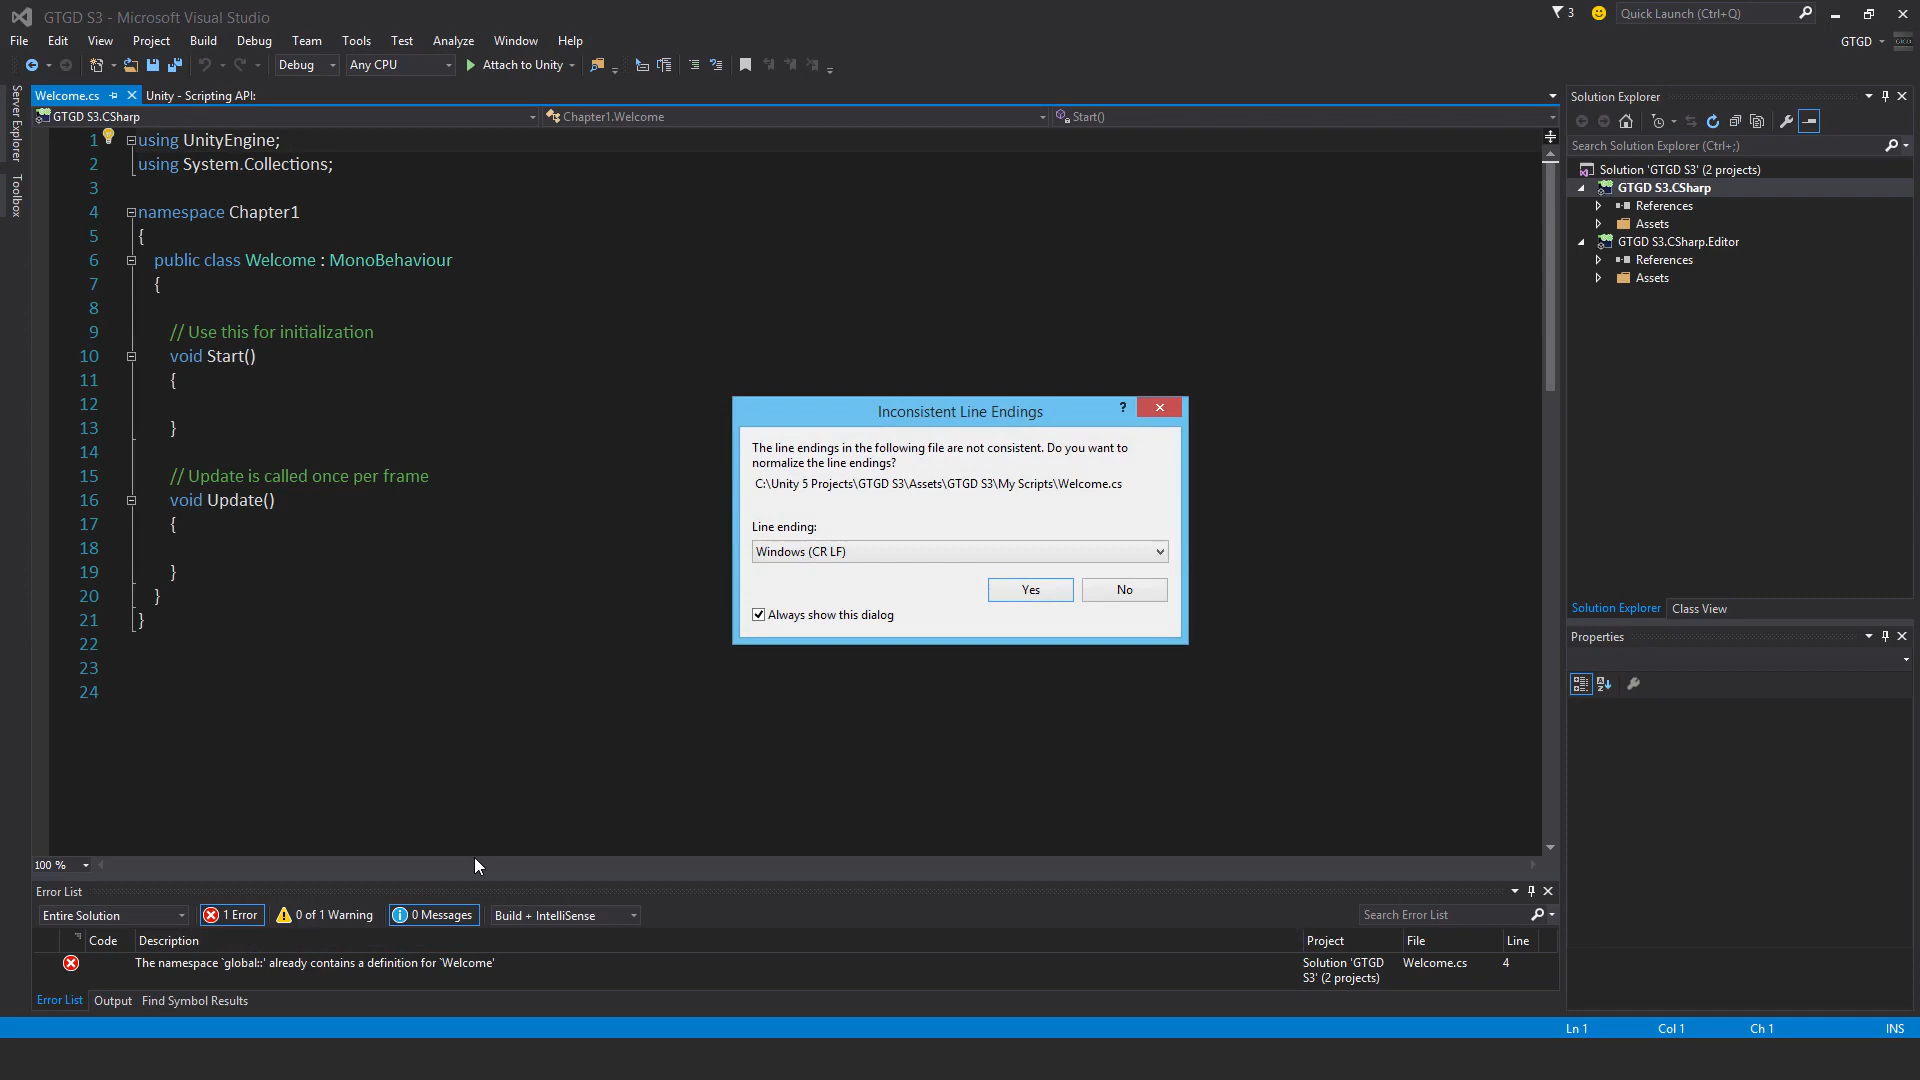 GTGD S3 - Microsoft Visual Studio
3
Quick Launch (Ctrl+Q)
File Edit View Project Build Debug Team Tools Test Analyze Window Help
GTGD
Debug Any CPU Attach to Unity
Server Explorer
Toolbox
Welcome.cs Unity - Scripting API:
GTGD S3.CSharp Chapter1.Welcome Start()
1 using UnityEngine;
2 using System.Collections;
3
4 namespace Chapter1
5 {
6 public class Welcome : MonoBehaviour
7 {
8
9 // Use this for initialization
10 void Start()
11 {
12
13 }
14
15 // Update is called once per frame
16 void Update()
17 {
18
19 }
20 }
21 }
22
23
24
100 %
Inconsistent Line Endings
?
The line endings in the following file are not consistent. Do you want to
normalize the line endings?
C:\Unity 5 Projects\GTGD S3\Assets\GTGD S3\My Scripts\Welcome.cs
Line ending:
Windows (CR LF)
Yes No
Always show this dialog
Solution Explorer
Search Solution Explorer (Ctrl+;)
Solution 'GTGD S3' (2 projects)
GTGD S3.CSharp
References
Assets
GTGD S3.CSharp.Editor
References
Assets
Solution Explorer Class View
Properties
Error List
Entire Solution 1 Error 0 of 1 Warning 0 Messages Build + IntelliSense Search Error List
Code Description Project File Line
The namespace `global::' already contains a definition for `Welcome' Solution 'GTGD Welcome.cs 4
S3' (2 projects)
Error List Output Find Symbol Results
Ln 1 Col 1 Ch 1 INS